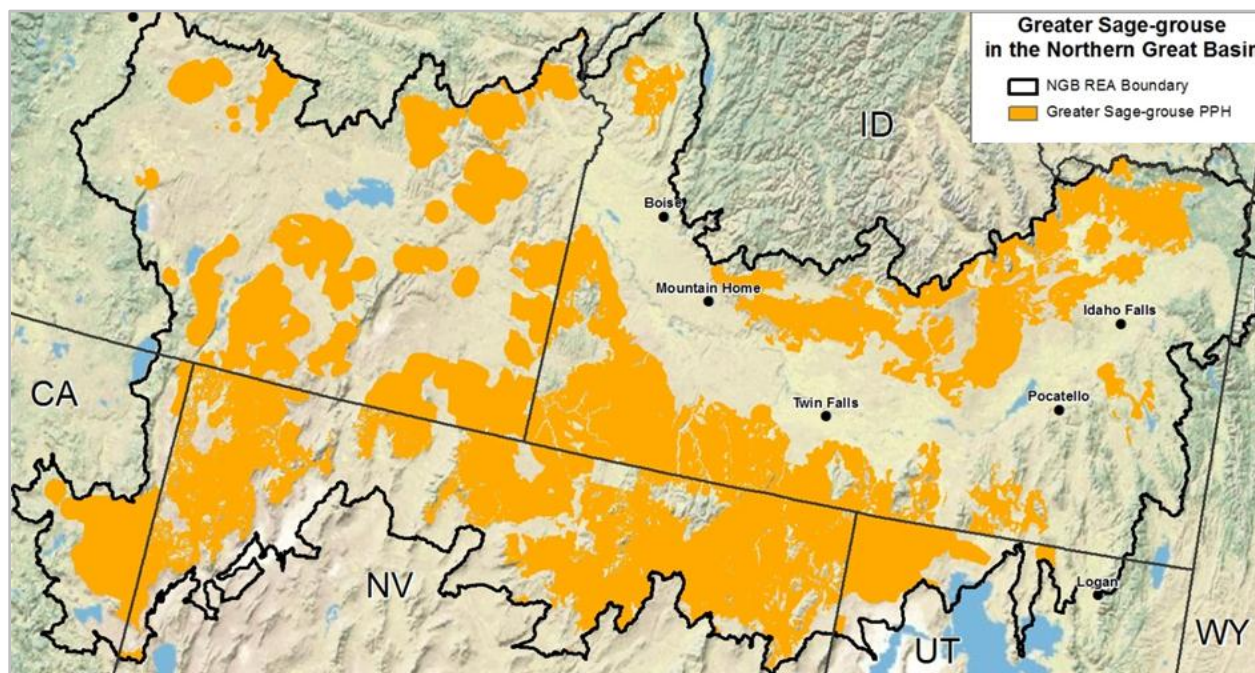 Greater Sage-grouse
in the Northern Great Basin
NGB REA Boundary
Greater Sage-grouse PPH
ID
Boise
Mountain Home
Idaho Falls
CA
Twin Falls
Pocatello
NV
Logan
UT
WY